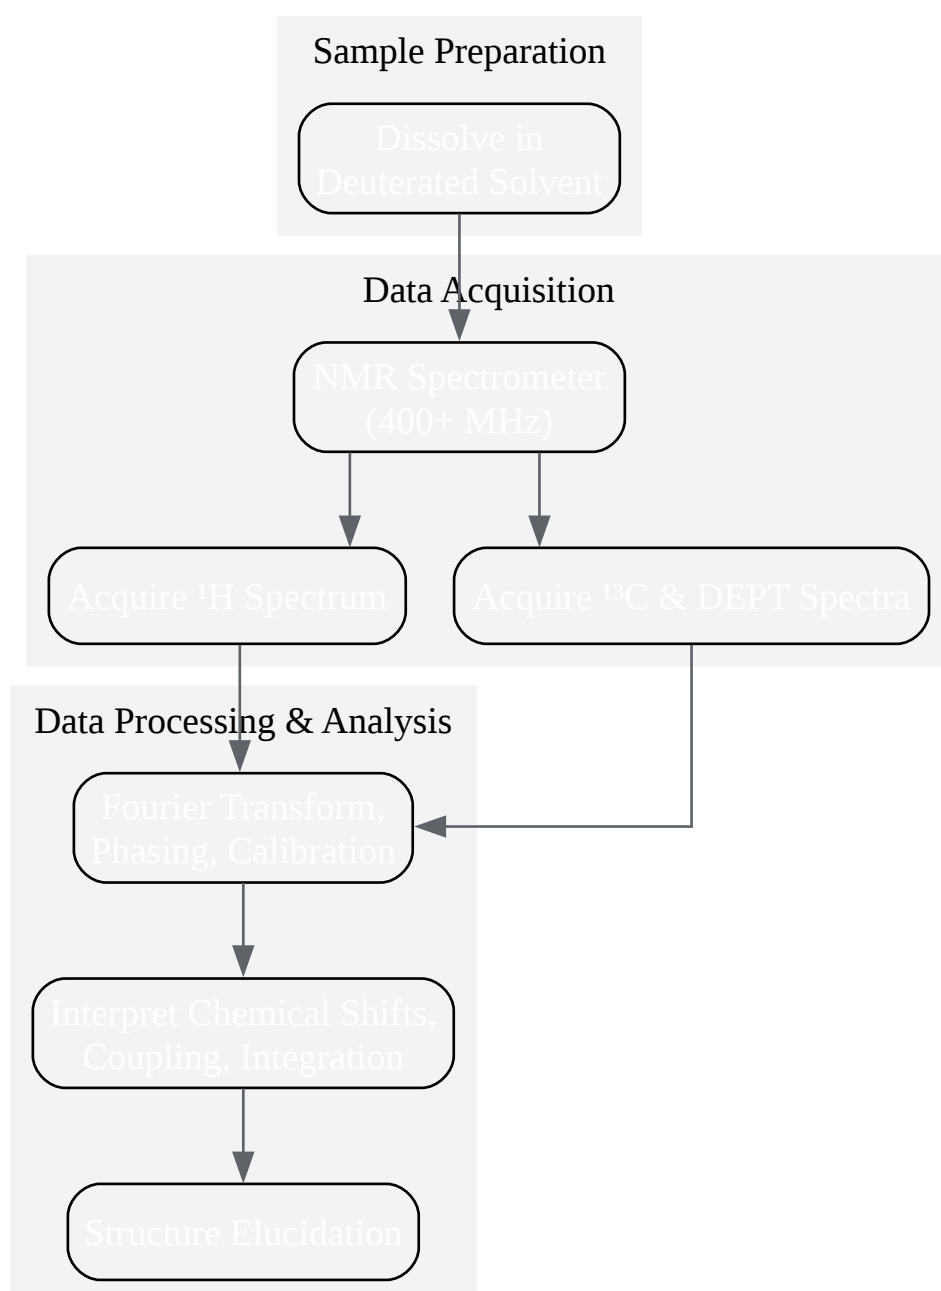 Sample Preparation
Dissolve in
Deuterated Solvent
Data Acquisition
NMR Spectrometer
(400+ MHz)
Acquire ¹H Spectrum
Acquire ¹³C & DEPT Spectra
Data Processing & Analysis
Fourier Transform,
Phasing, Calibration
Interpret Chemical Shifts,
Coupling, Integration
Structure Elucidation